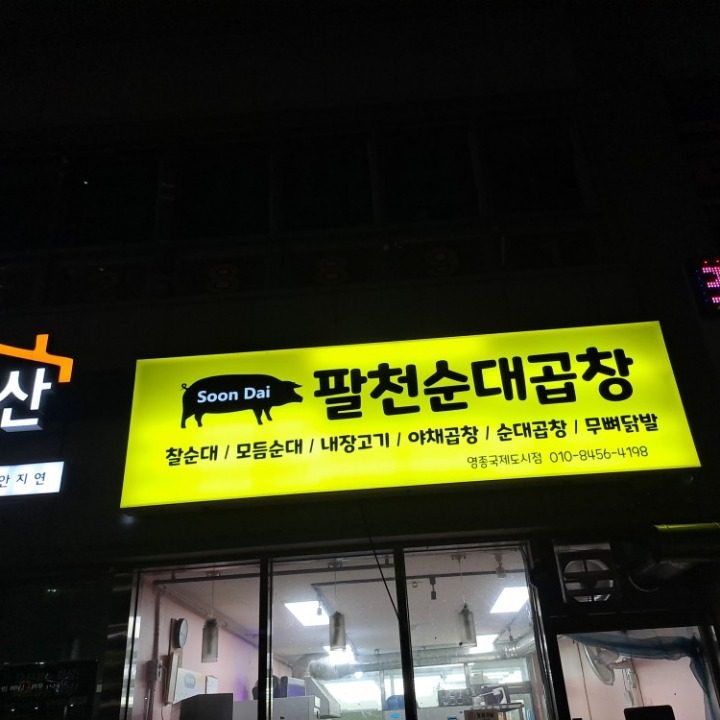 Soon Dai
팔천순대곱창
찰순대 / 모듬순대 / 내장고기 / 야채곱창 / 순대곱창 / 무뼈닭발
영종국제도시점 010-8456-4198
산
안지연